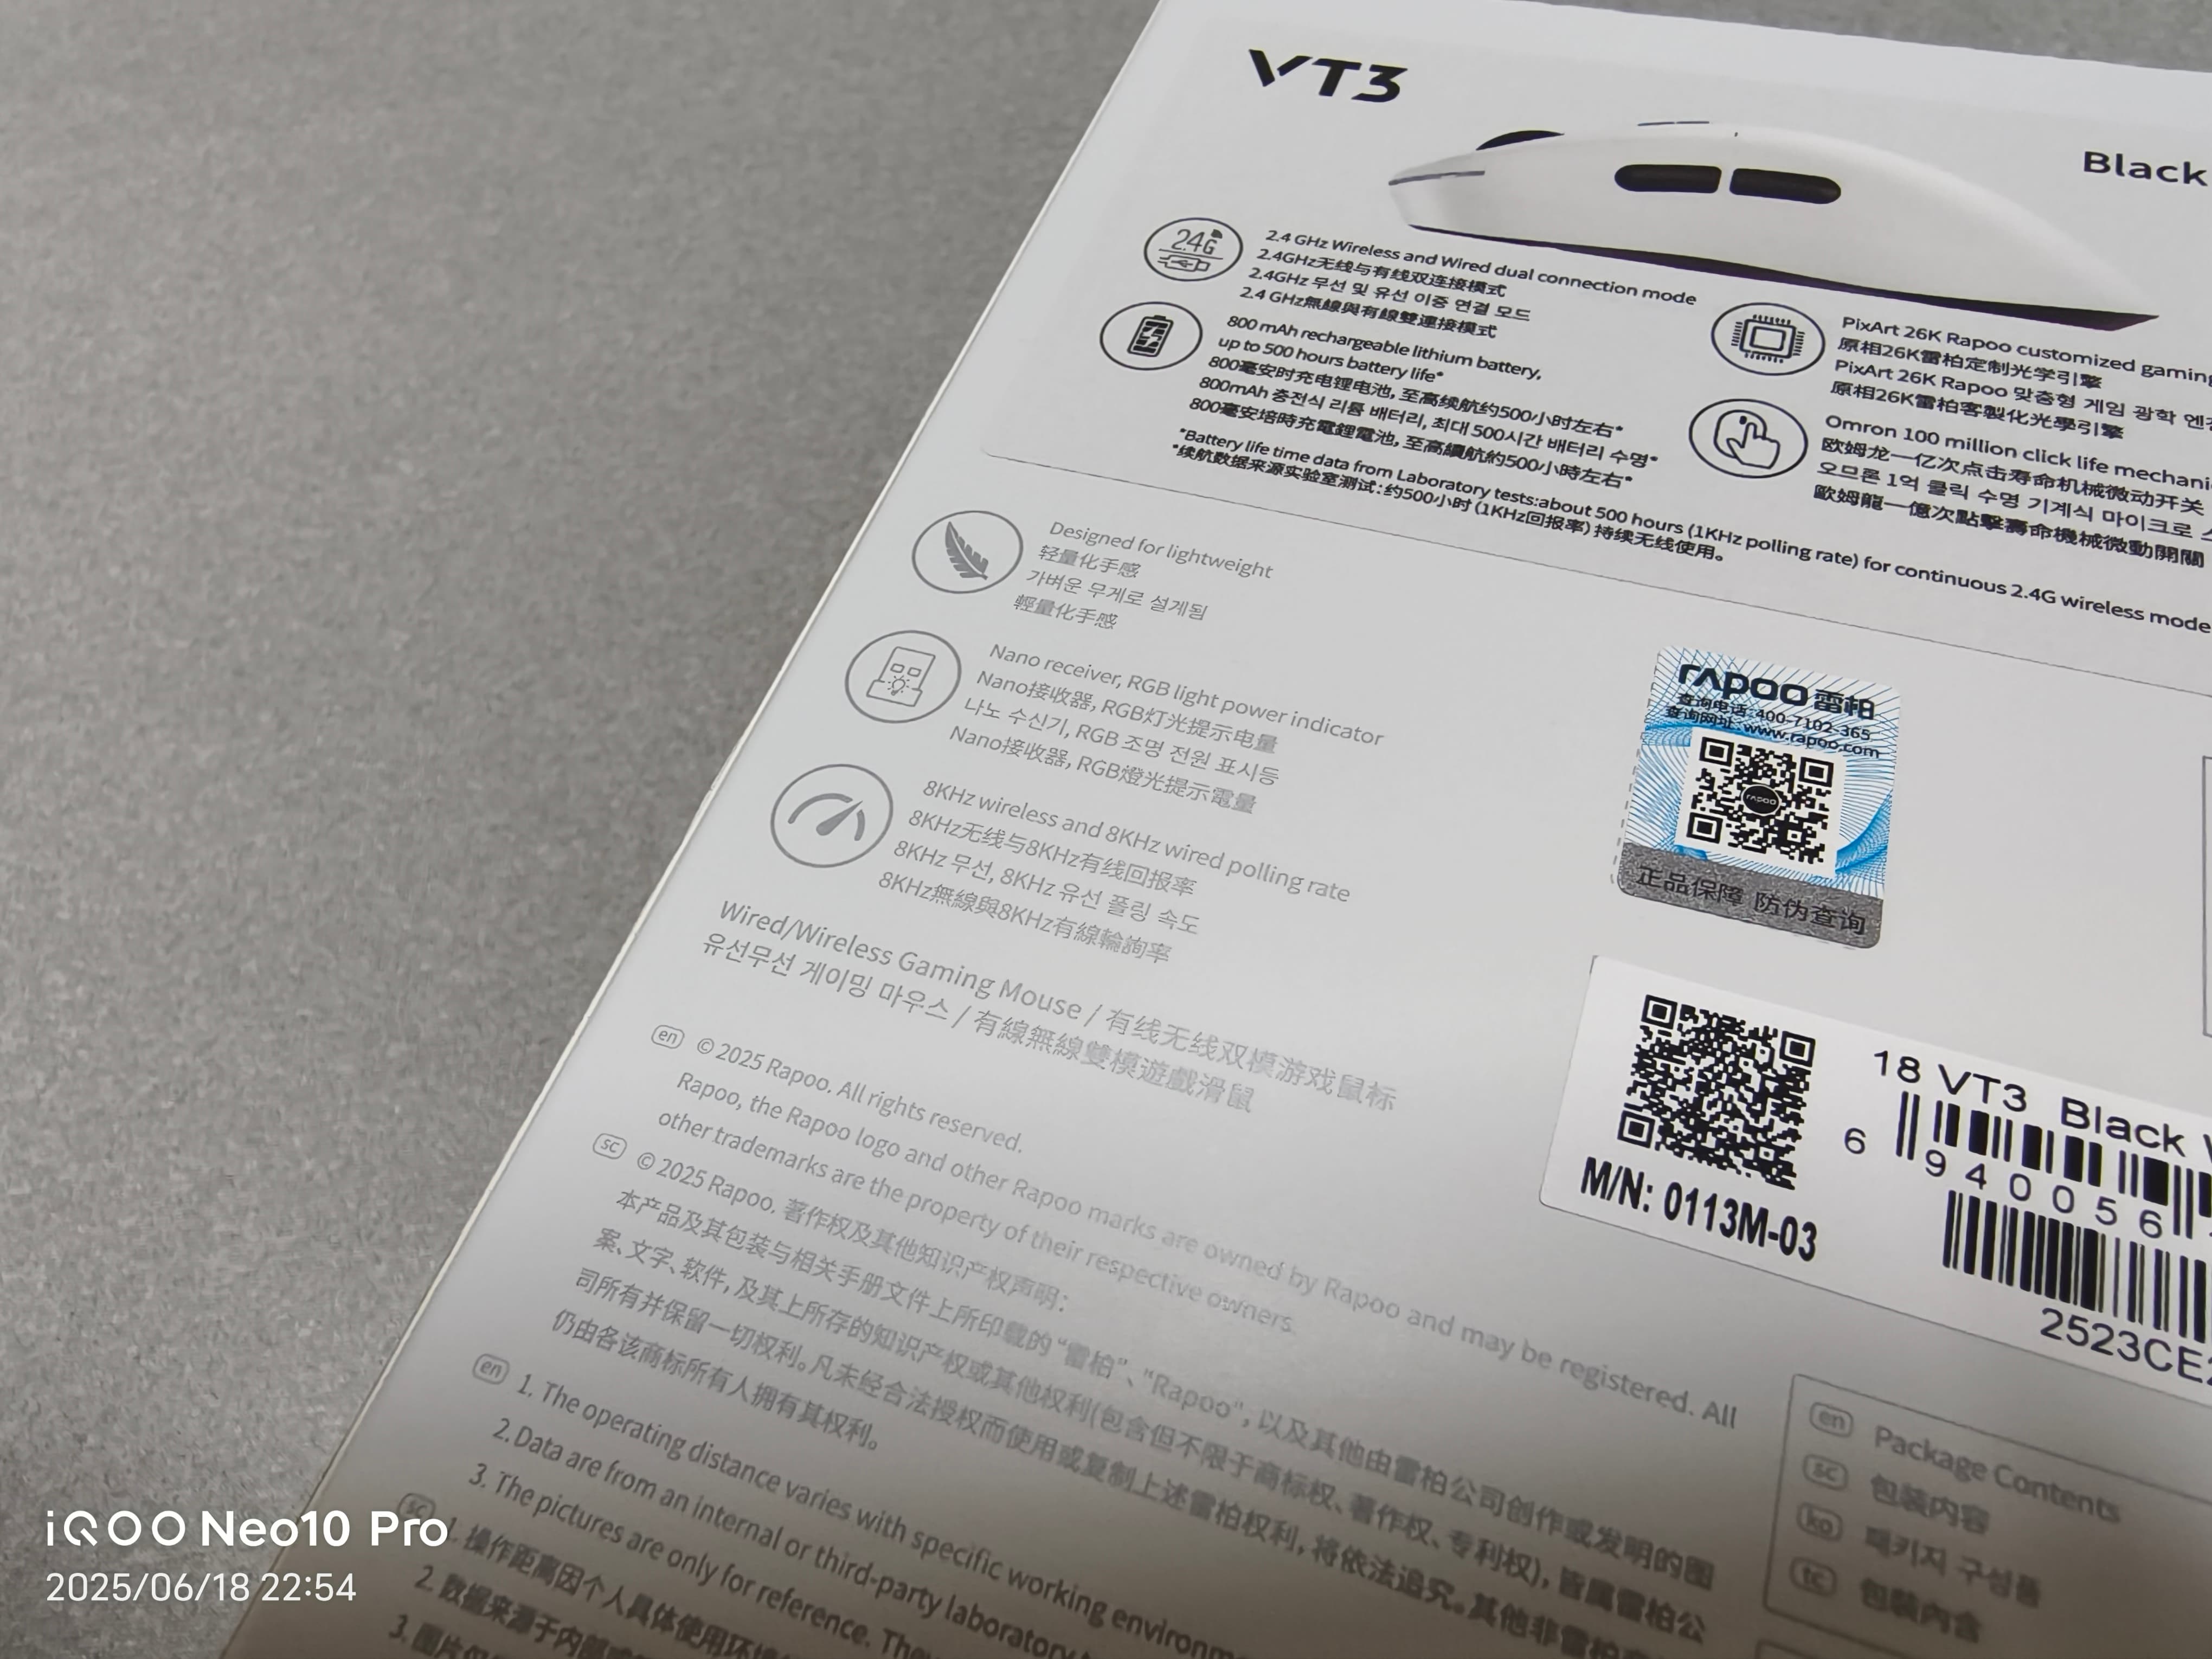 VT3
Black
2.4G
2.4 GHz Wireless and Wired dual connection mode
2.4GHz无线与有线双连接模式
2.4GHz 무선 및 유선 이중 연결 모드
2.4 GHz無線與有線雙連接模式
800 mAh rechargeable lithium battery,
up to 500 hours battery life*
800毫安时充电锂电池, 至高续航约500小时左右*
800mAh 충전식 리튬 배터리, 최대 500시간 배터리 수명*
800毫安培時充電鋰電池, 至高續航約500小時左右*
*Battery life time data from Laboratory tests:about 500 hours (1KHz polling rate) for continuous 2.4G wireless mode
*续航数据来源实验室测试: 约500小时 (1KHz回报率) 持续无线使用。
PixArt 26K Rapoo customized gaming
原相26K雷柏定制光学引擎
PixArt 26K Rapoo 맞춤형 게임 광학
原相26K雷柏客製化光學引擎
Omron 100 million click life
欧姆龙一亿次点击寿命机械微动开关
오므론 1억 클릭 수명 기계식 마이크로
歐姆龍一億次點擊壽命機械微動開關
Designed for lightweight
轻量化手感
가벼운 무게로 설계됨
輕量化手感
Nano receiver, RGB light power indicator
Nano接收器, RGB灯光提示电量
나노 수신기, RGB 조명 전원 표시등
Nano接收器, RGB燈光提示電量
8KHz wireless and 8KHz wired polling rate
8KHz无线与8KHz有线回报率
8KHz 무선, 8KHz 유선 폴링 속도
8KHz無線與8KHz有線輪詢率
Wired/Wireless Gaming Mouse / 有线无线双模游戏鼠标
유선무선 게이밍 마우스 / 有線無線雙模遊戲滑鼠
rapoo 雷柏
查询电话: 400-7102-365
查询网址: www.rapoo.com
rapoo
正品保障 防伪查询
18 VT3 Black
6 94005 6
M/N: 0113M-03
2523CE
en © 2025 Rapoo. All rights reserved.
Rapoo, the Rapoo logo and other Rapoo marks are owned by Rapoo and may be registered. All
other trademarks are the property of their respective owners.
sc © 2025 Rapoo. 著作权及其他知识产权声明:
本产品及其包装与相关手册文件上所印载的 "雷柏"、"Rapoo", 以及其他由雷柏公司创作或发明的图
案、文字、软件, 及其上所存的知识产权或其他权利(包含但不限于商标权、著作权、专利权), 皆属雷柏公
司所有并保留一切权利。凡未经合法授权而使用或复制上述雷柏权利, 将依法追究。其他非雷柏
仍由各该商标所有人拥有其权利。
en 1. The operating distance varies with specific working
2. Data are from an internal or third-party laboratory
3. The pictures are only for reference.
sc 1. 操作距离因个人具体使用环境
2. 数据来源于内部
3. 图片仅
en Package Contents
sc 包装内容
ko 패키지 구성품
tc 包裝內容
iQOO Neo10 Pro
2025/06/18 22:54